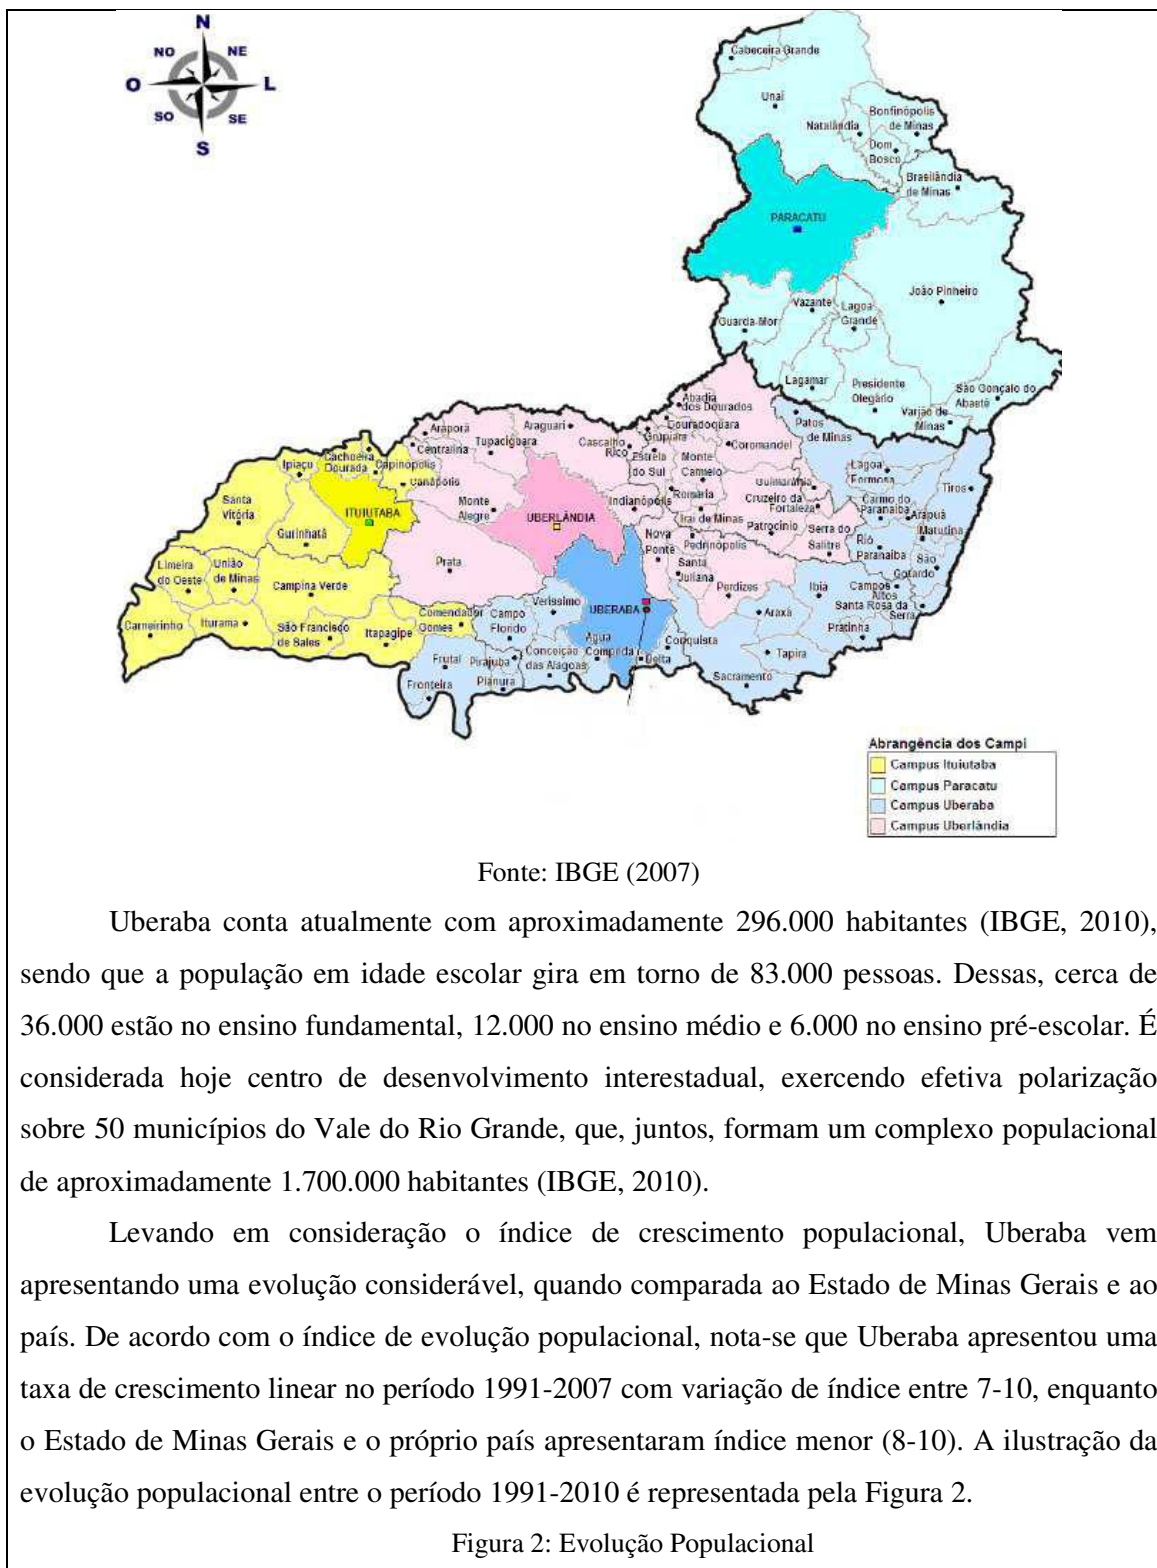 N
NO NE
O L
SO SE
S
Cabeceira Grande
Unaí
Bonfinópolis
de Minas
Natalândia
Dom
Bosco
Brasilândia
de Minas
PARACATU
João Pinheiro
Vazante
Lagoa
Grande
Guarda-Mor
Lagamar
Presidente
Olegário
São Gonçalo do
Abaeté
Varjão de
Minas
Abadia
dos Dourados
Douradoquara
Grupiara
Patos
de Minas
Araporã
Araguari
Tupaciguara
Centralina
Cascalho
Rico
Estrela
do Sul
Monte
Carmelo
Coromandel
Ipiaçu
Cachoeira
Dourada
Capinópolis
Canápolis
Lagoa
Formosa
Tiros
Guimarânia
Santa
Vitória
ITUIUTABA
Monte
Alegre
UBERLÂNDIA
Indianópolis
Romaria
Cruzeiro da
Fortaleza
Carmo do
Paranaíba
Arapuá
Irai de Minas
Patrocínio
Serra do
Salitre
Matutina
Gurinhatã
Nova
Ponte
Pedrinópolis
Rio
Paranaíba
São
Gotardo
Limeira
do Oeste
União
de Minas
Campina Verde
Prata
Santa
Juliana
Perdizes
Ibiá
Campos
Altos
Santa Rosa da
Serra
Carneirinho
Iturama
São Francisco
de Sales
Itapagipe
Comendador
Gomes
Campo
Florido
Veríssimo
UBERABA
Araxá
Pratinha
Água
Comprida
Conquista
Delta
Tapira
Frutal
Pirajuba
Conceição
das Alagoas
Fronteira
Planura
Sacramento
Abrangência dos Campi
Campus Ituiutaba
Campus Paracatu
Campus Uberaba
Campus Uberlândia
Fonte: IBGE (2007)
Uberaba conta atualmente com aproximadamente 296.000 habitantes (IBGE, 2010),
sendo que a população em idade escolar gira em torno de 83.000 pessoas. Dessas, cerca de
36.000 estão no ensino fundamental, 12.000 no ensino médio e 6.000 no ensino pré-escolar. É
considerada hoje centro de desenvolvimento interestadual, exercendo efetiva polarização
sobre 50 municípios do Vale do Rio Grande, que, juntos, formam um complexo populacional
de aproximadamente 1.700.000 habitantes (IBGE, 2010).
Levando em consideração o índice de crescimento populacional, Uberaba vem
apresentando uma evolução considerável, quando comparada ao Estado de Minas Gerais e ao
país. De acordo com o índice de evolução populacional, nota-se que Uberaba apresentou uma
taxa de crescimento linear no período 1991-2007 com variação de índice entre 7-10, enquanto
o Estado de Minas Gerais e o próprio país apresentaram índice menor (8-10). A ilustração da
evolução populacional entre o período 1991-2010 é representada pela Figura 2.
Figura 2: Evolução Populacional